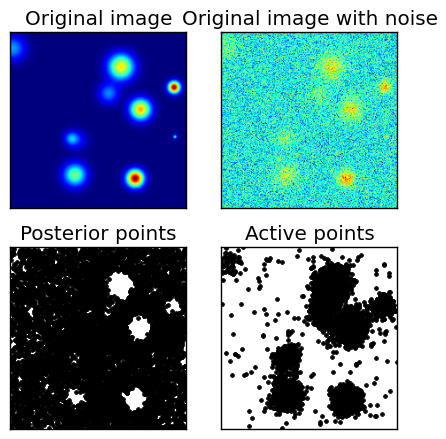 Original image
Original image with noise
Posterior points
Active points